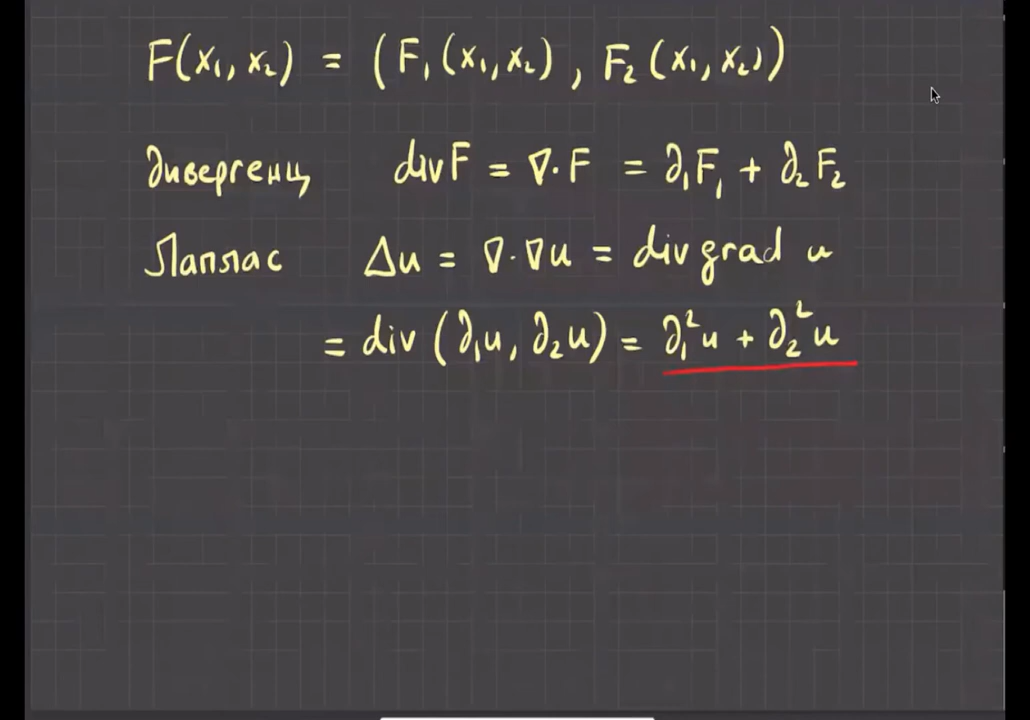 F(x₁, x₂) = (F₁(x₁, x₂), F₂(x₁, x₂))
дивергенц div F = ∇·F = ∂₁F₁ + ∂₂F₂
Лаплас Δu = ∇·∇u = div grad u
= div (∂₁u, ∂₂u) = ∂₁²u + ∂₂²u